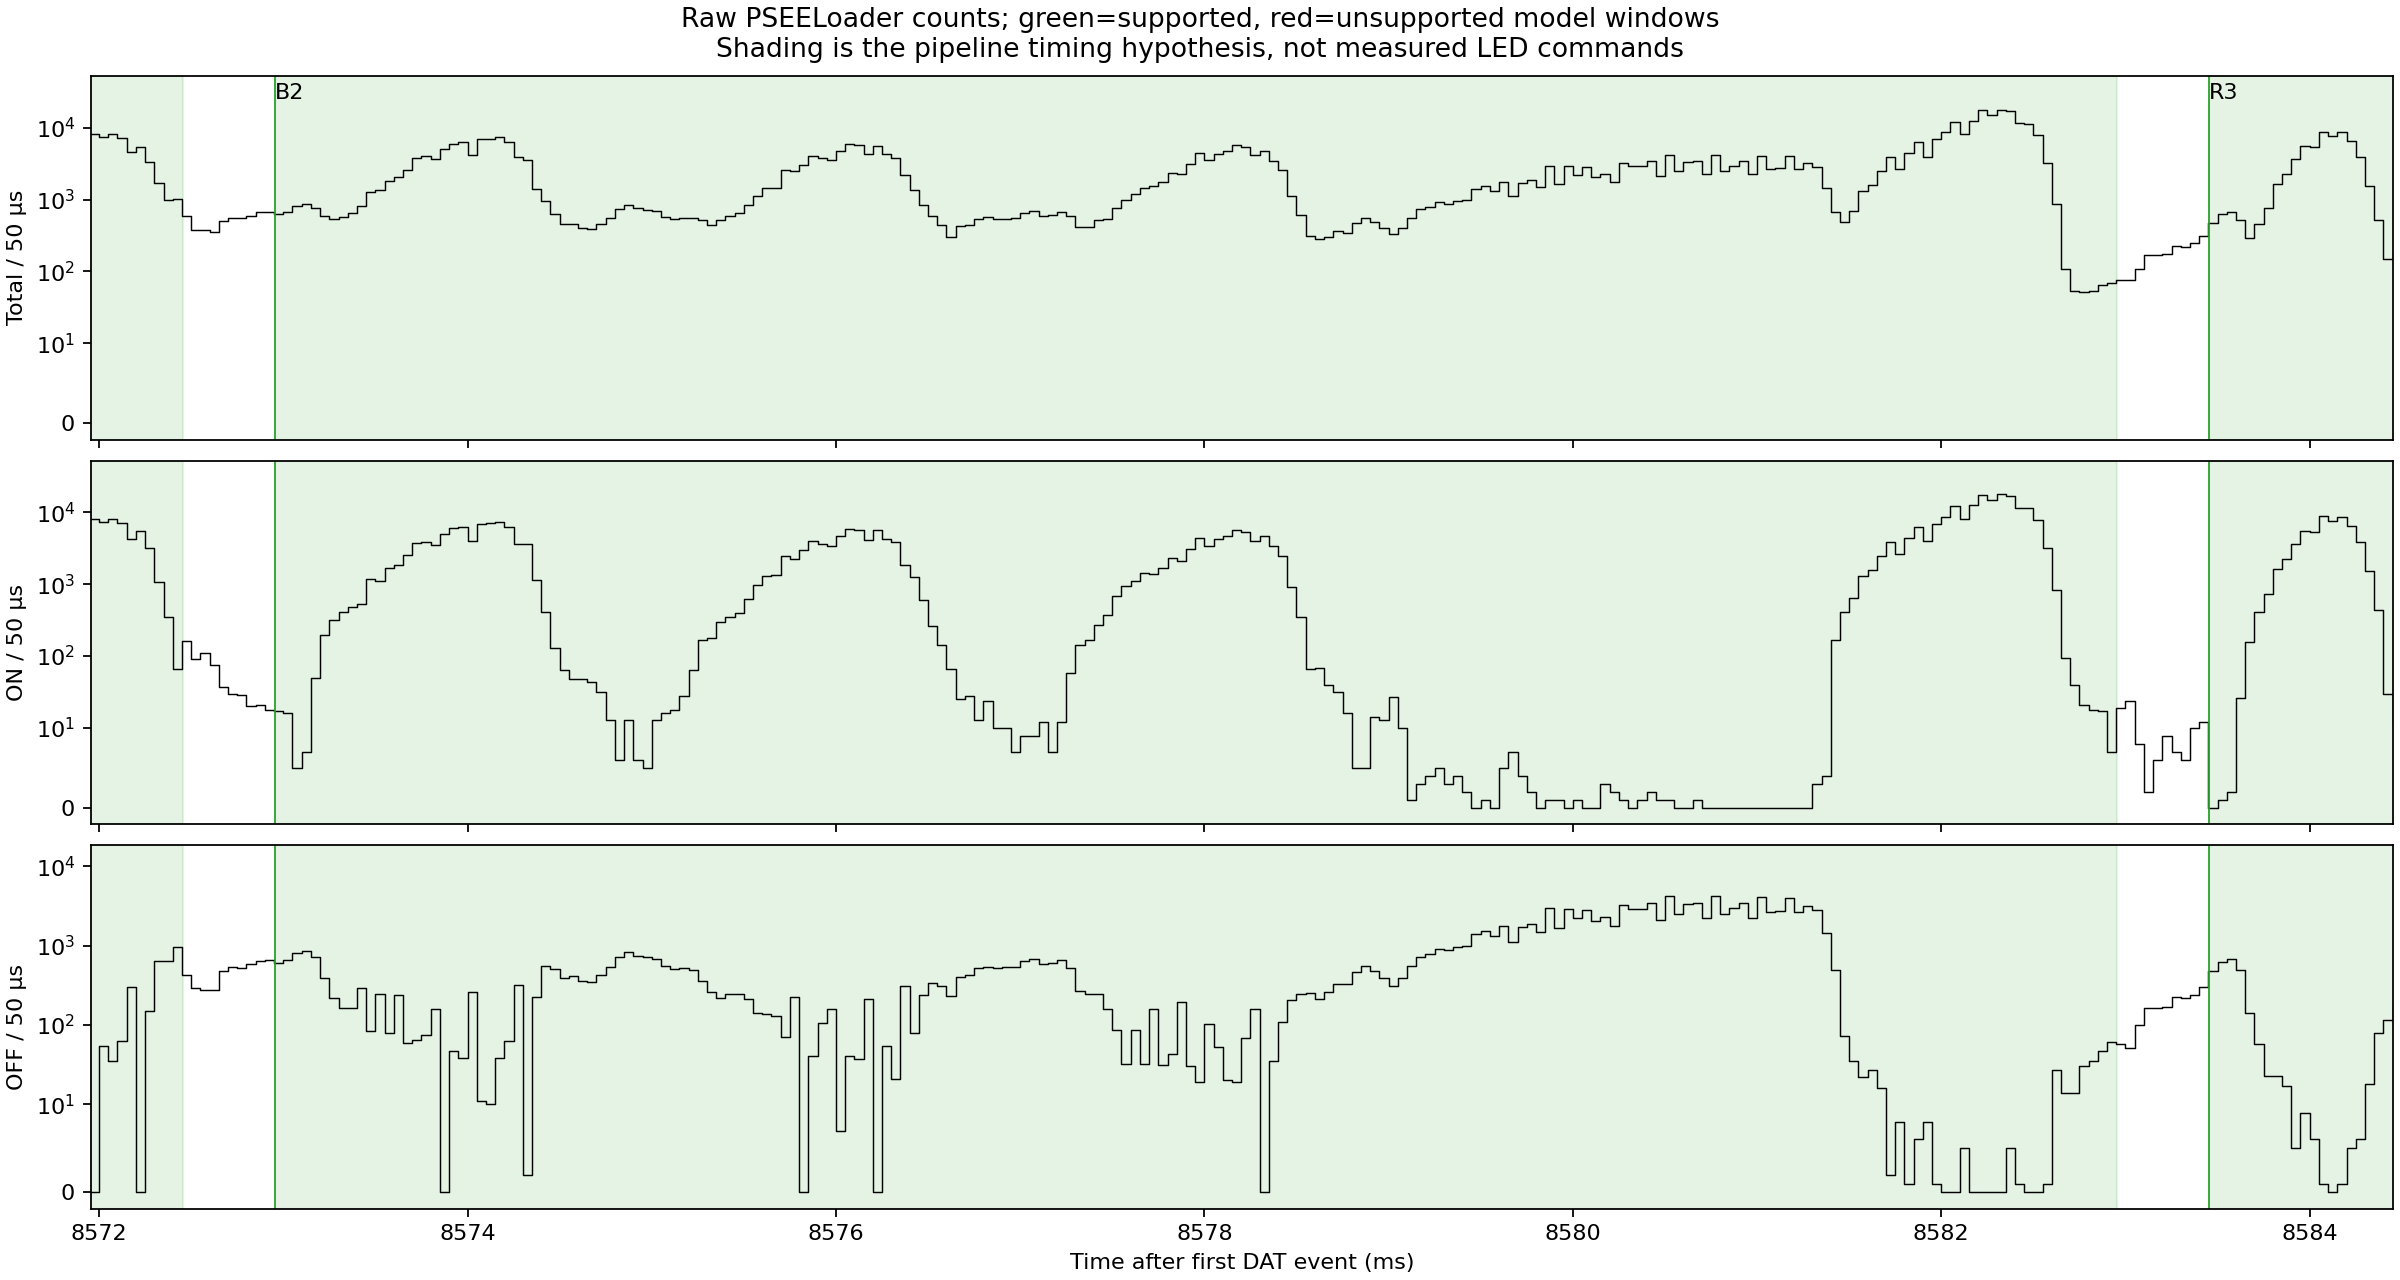 Raw PSEELoader counts; green=supported, red=unsupported model windows
Shading is the pipeline timing hypothesis, not measured LED commands
B2
R3
Total / 50 µs
10⁴
10³
10²
10¹
0
ON / 50 µs
10⁴
10³
10²
10¹
0
OFF / 50 µs
10⁴
10³
10²
10¹
0
8572
8574
8576
8578
8580
8582
8584
Time after first DAT event (ms)